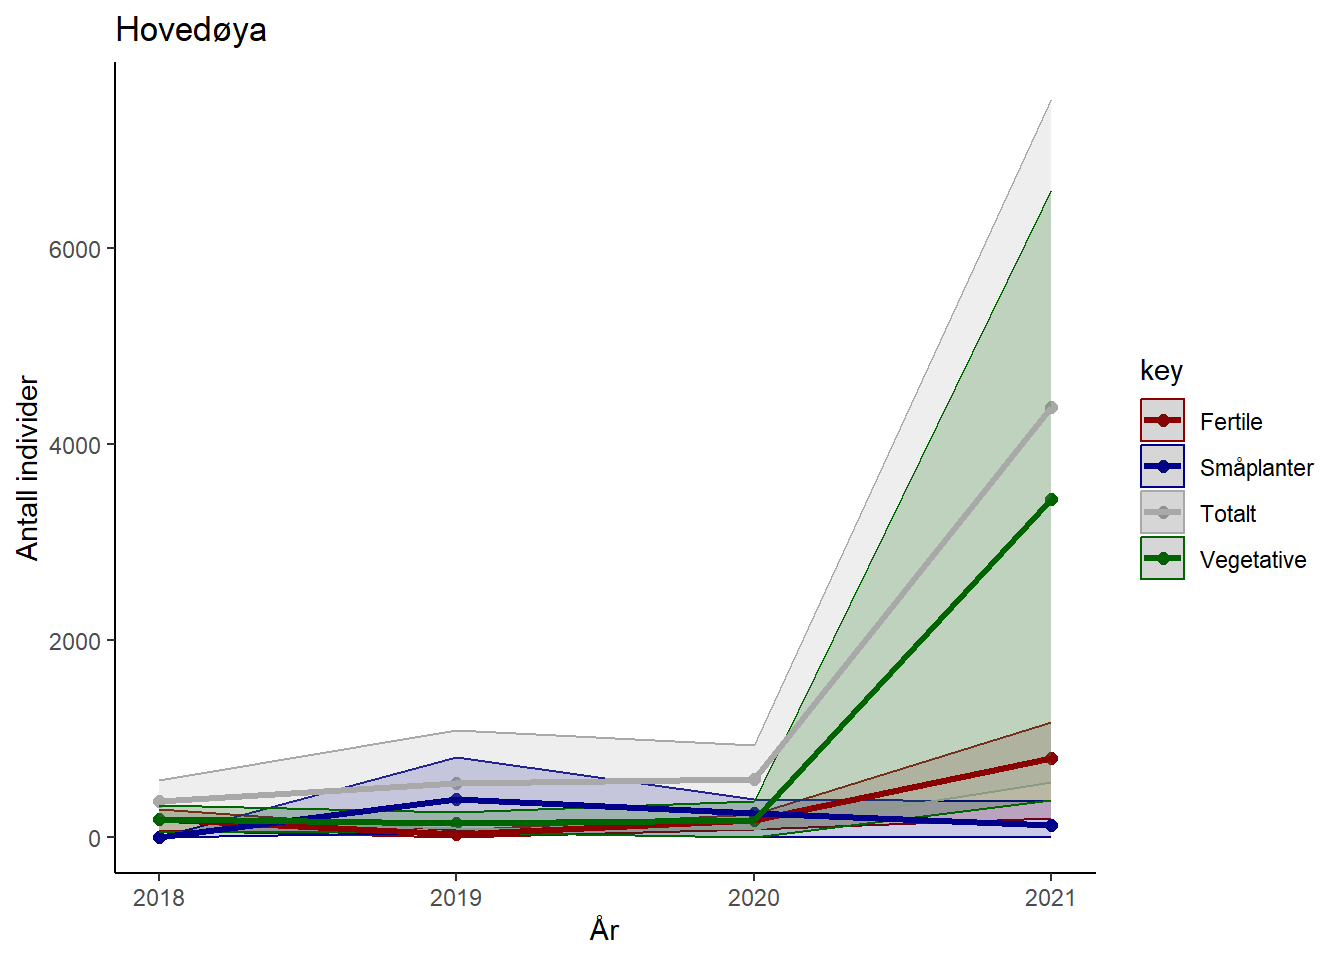 Hovedøya
Antall individer
6000
4000
2000
0
2018
2019
2020
2021
År
key
Fertile
Småplanter
Totalt
Vegetative